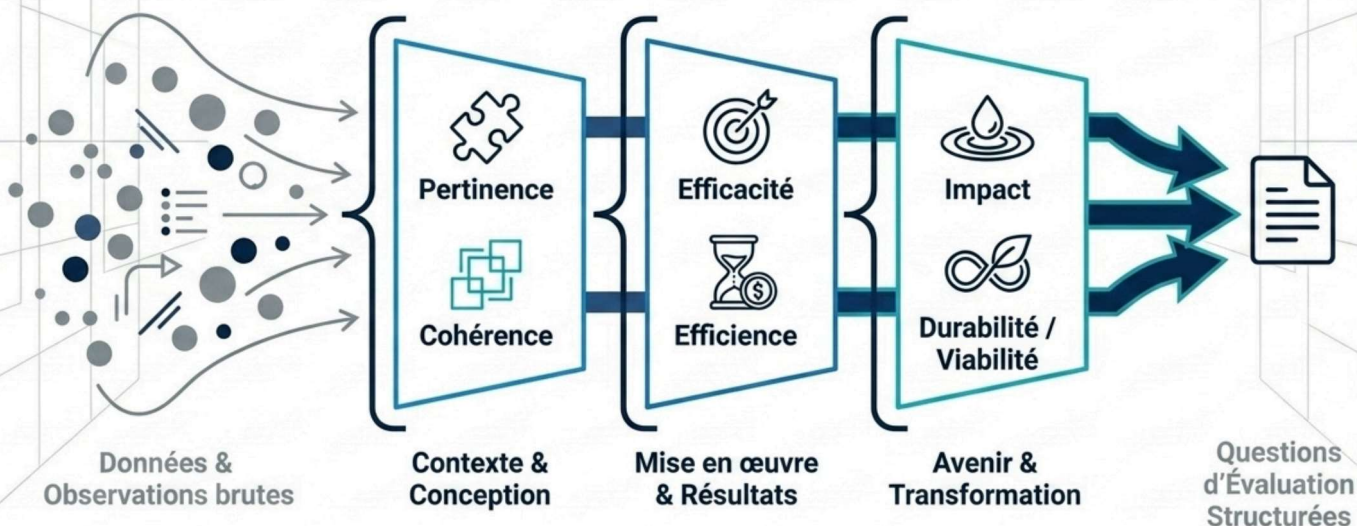 Pertinence
Cohérence
Efficacité
Efficience
$
Impact
Durabilité /
Viabilité
Données &
Observations brutes
Contexte &
Conception
Mise en œuvre
& Résultats
Avenir &
Transformation
Questions
d'Évaluation
Structurées